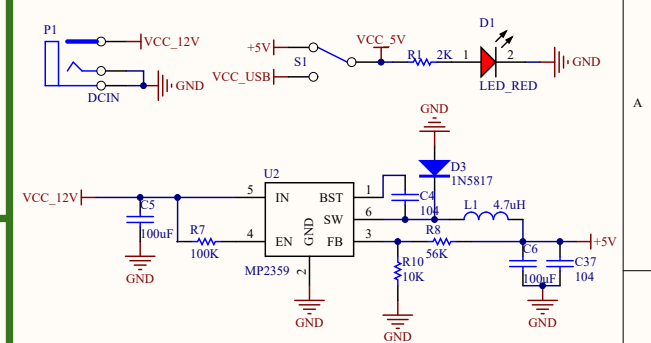 P1
VCC_12V
GND
DCIN
+5V
S1
VCC_USB
VCC_5V
R1 2K
D1
1 2
LED_RED
GND
A
GND
D3
1N5817
U2
VCC_12V
5 IN
BST 1
C4
104
SW 6
L1 4.7uH
C5
100uF
R7
100K
4 EN
GND
FB 3
R8
56K
+5V
MP2359
2
R10
10K
C6
100uF
C37
104
GND
GND
GND
GND